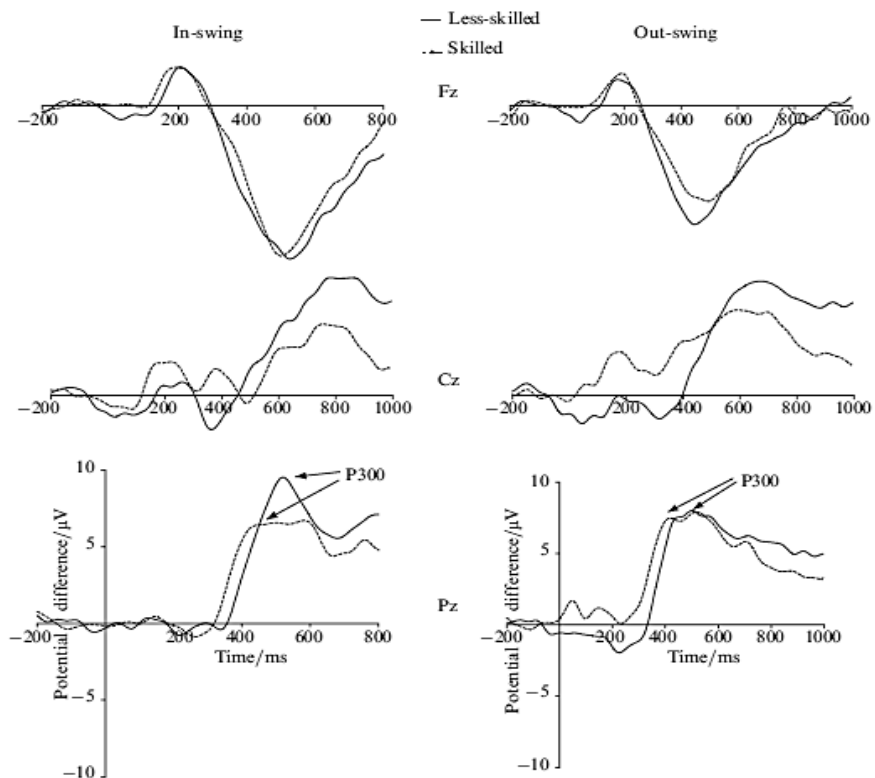 In-swing
Less-skilled
Skilled
Out-swing
Fz
−200 200 400 600 800
−200 200 400 600 800 1000
Cz
−200 200 400 600 800 1000
−200 200 400 600 800 1000
Pz
10
5
−5
−10
P300
−200 200 400 600 800
Time/ms
Potential difference/µV
10
5
−5
−10
P300
−200 200 400 600 800 1000
Time/ms
Potential difference/µV